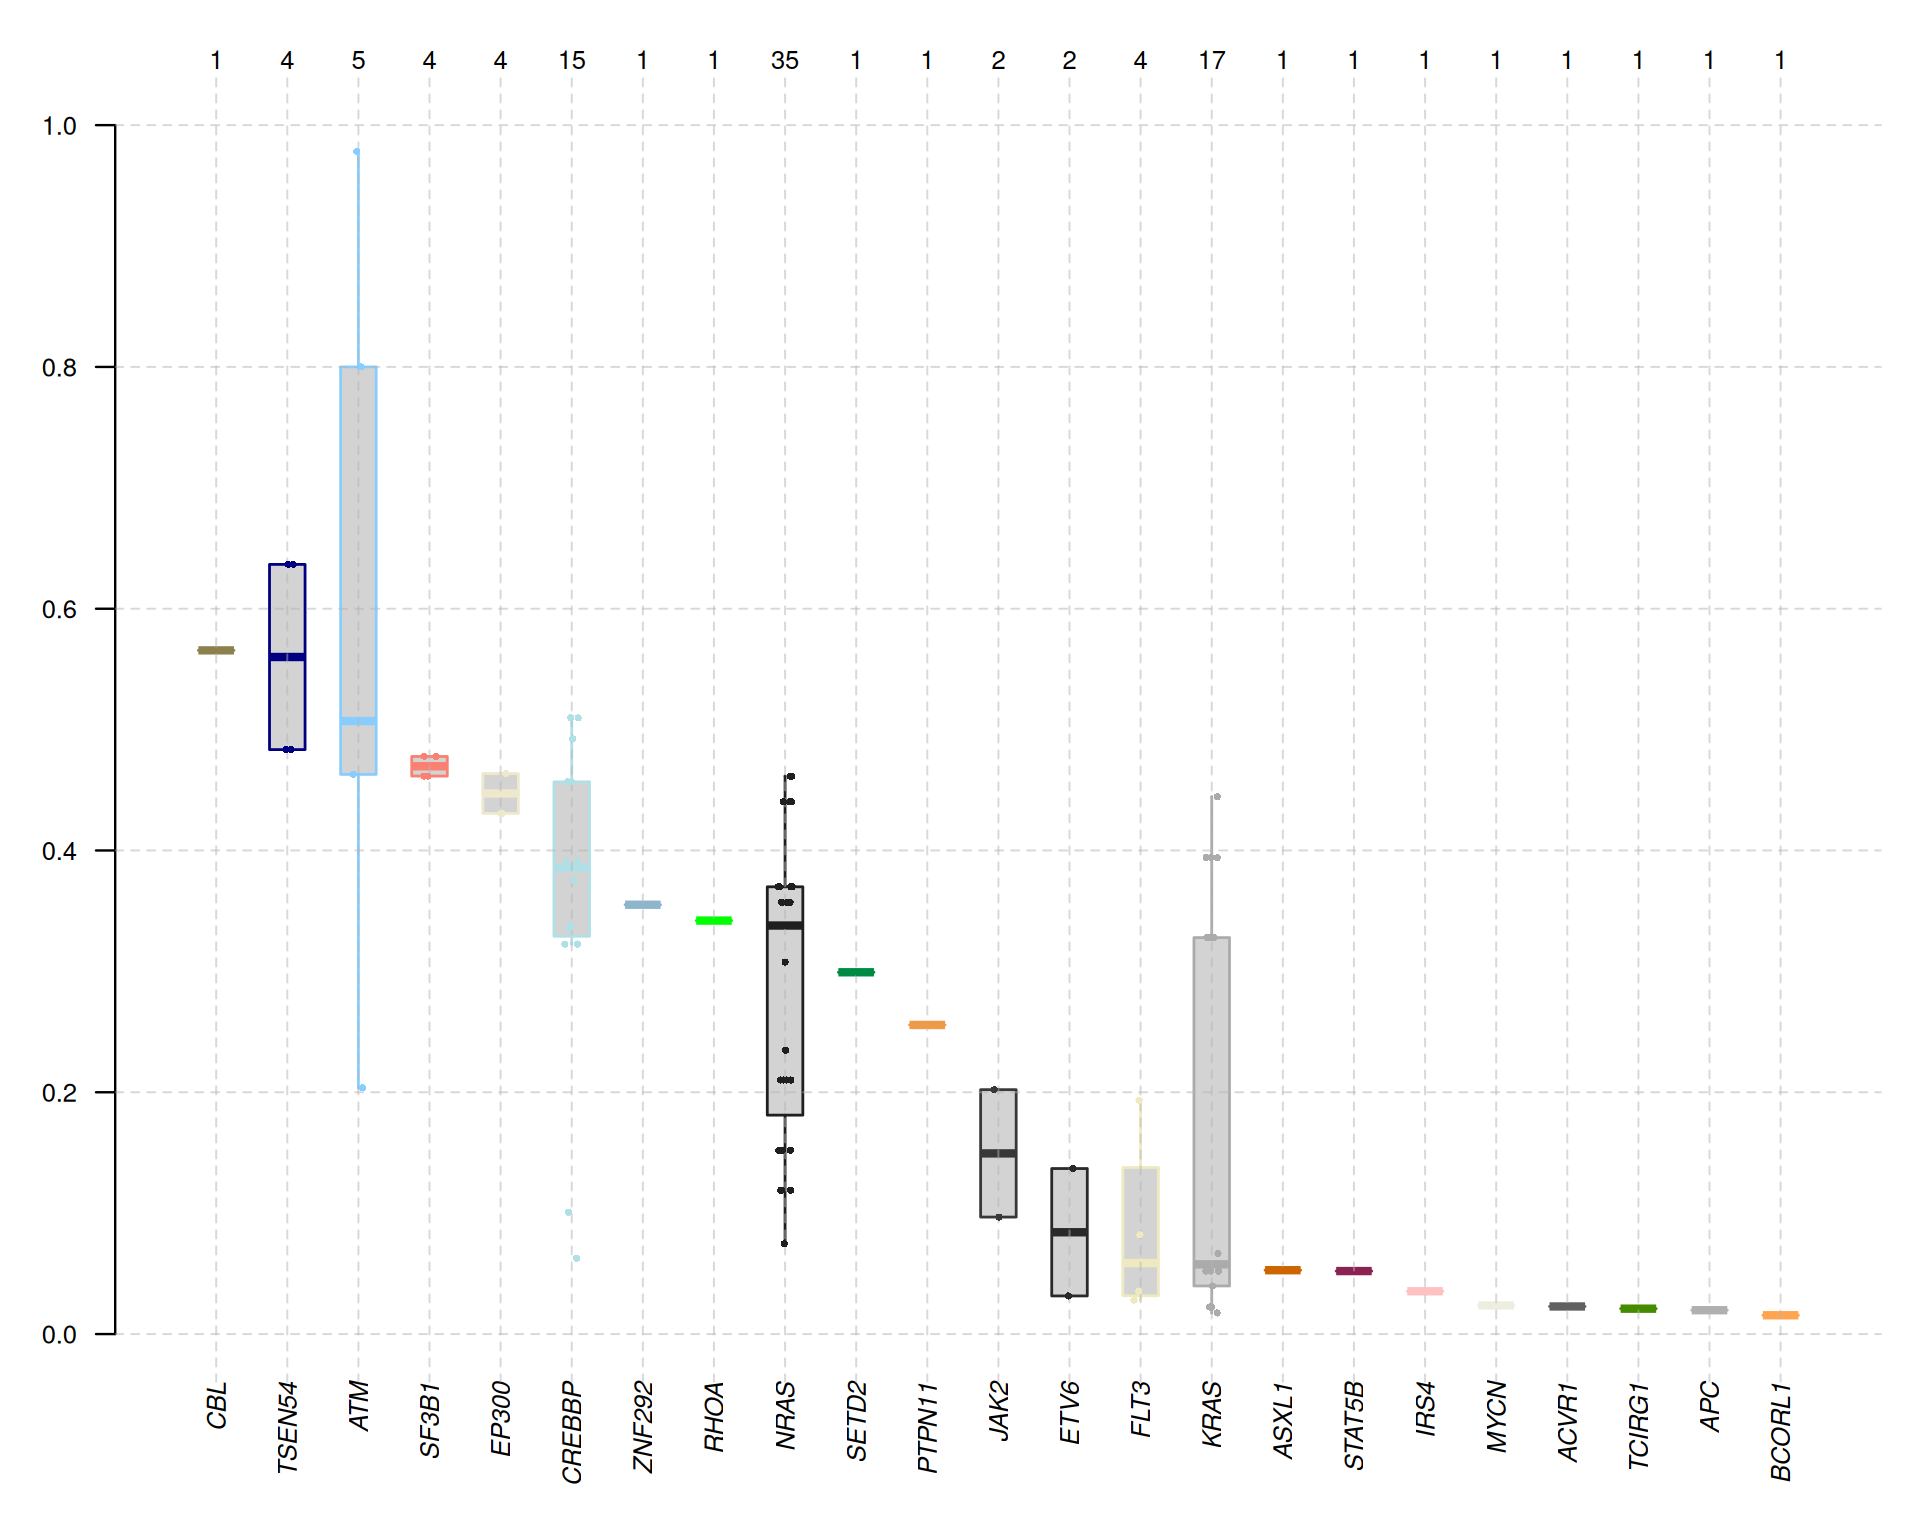 1 4 5 4 4 15 1 1 35 1 1 2 2 4 17 1 1 1 1 1 1 1 1
1.0
0.8
0.6
0.4
0.2
0.0
CBL
TSEN54
ATM
SF3B1
EP300
CREBBP
ZNF292
RHOA
NRAS
SETD2
PTPN11
JAK2
ETV6
FLT3
KRAS
ASXL1
STAT5B
IRS4
MYCN
ACVR1
TCIRG1
APC
BCORL1